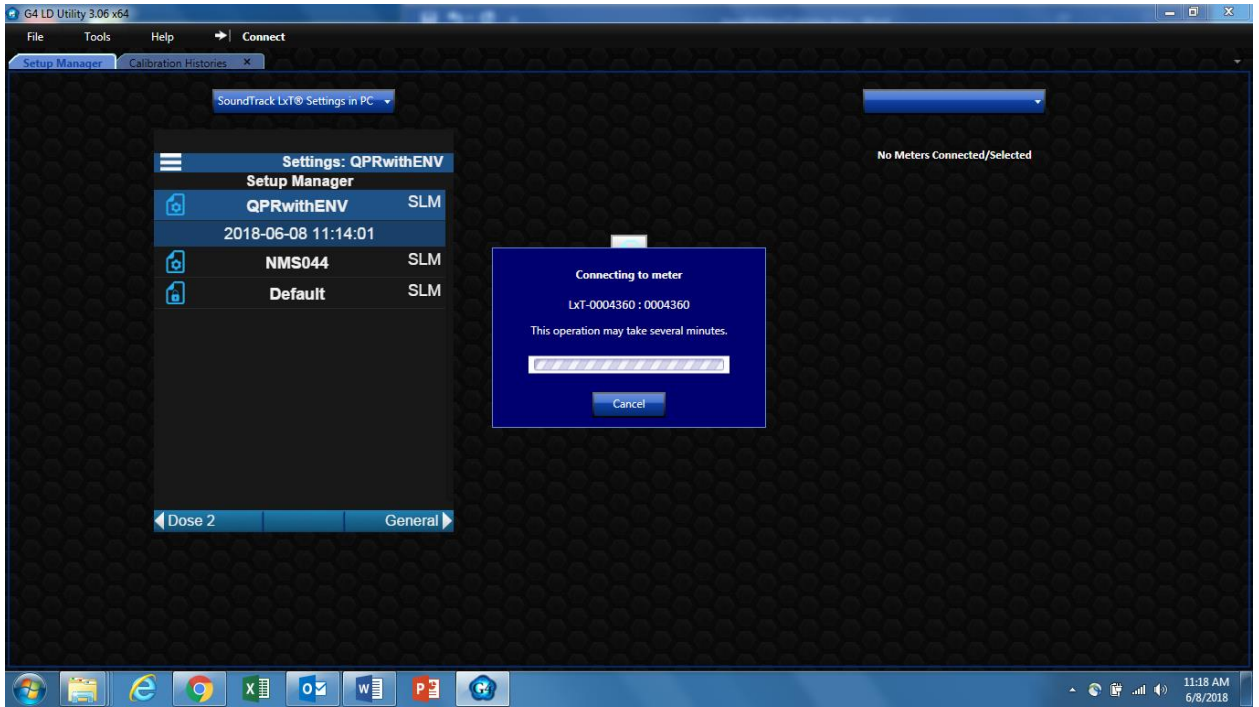 G4 LD Utility 3.06 x64
File Tools Help Connect
Setup Manager Calibration Histories ×
SoundTrack LxT® Settings in PC
No Meters Connected/Selected
Settings: QPRwithENV
Setup Manager
QPRwithENV SLM
2018-06-08 11:14:01
NMS044 SLM
Default SLM
Dose 2 General
Connecting to meter
LxT-0004360 : 0004360
This operation may take several minutes.
Cancel
G4
11:18 AM
6/8/2018